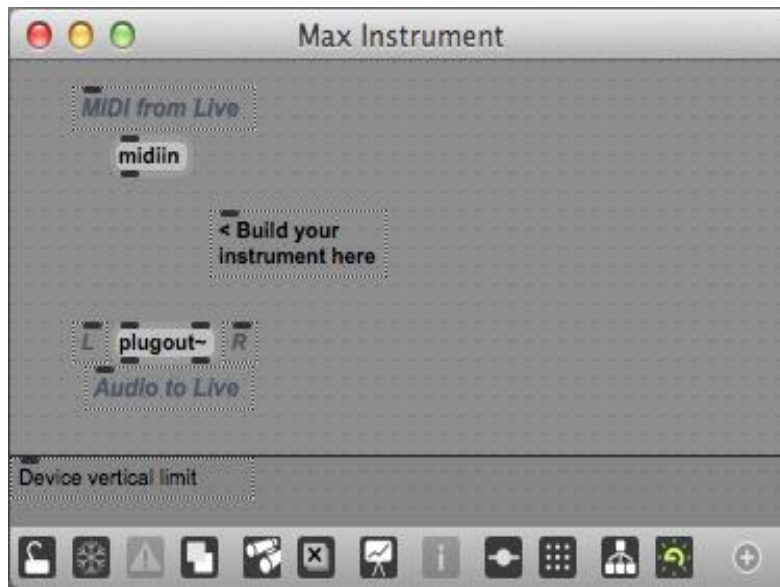 Max Instrument
MIDI from Live
midiin
< Build your
instrument here
L plugout~ R
Audio to Live
Device vertical limit